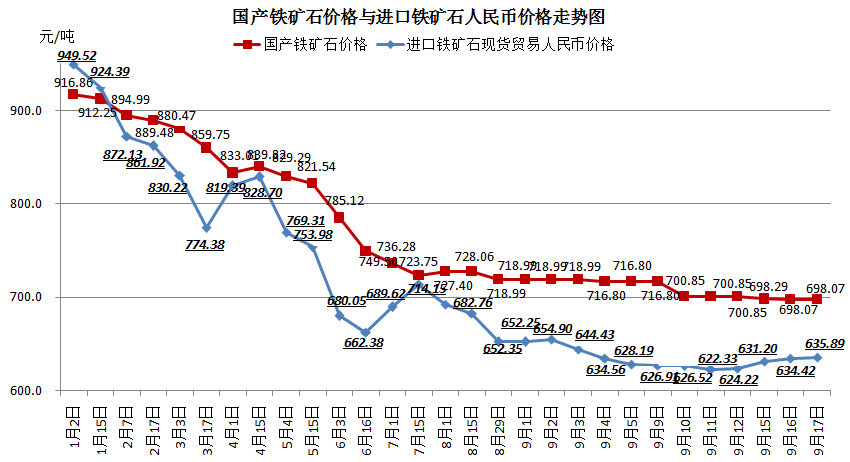 国产铁矿石价格与进口铁矿石人民币价格走势图
元/吨
国产铁矿石价格 进口铁矿石现货贸易人民币价格
949.52
924.39
916.86
912.25
894.99
889.48
880.47
859.75
833.03
839.82
829.29
821.54
785.12
749.50
736.28
723.75
727.40
728.06
718.99
718.99
718.99
718.99
716.80
716.80
716.80
700.85
700.85
700.85
698.29
698.07
698.07
872.13
861.92
830.22
774.38
819.39
828.70
769.31
753.98
680.05
662.38
689.62
714.15
682.76
652.35
652.25
654.90
644.43
634.56
628.19
626.91
626.52
622.33
624.22
631.20
634.42
635.89
900.0
800.0
700.0
600.0
1月2日
1月15日
2月7日
2月17日
3月3日
3月17日
4月1日
4月15日
5月4日
5月15日
6月3日
6月16日
7月1日
7月15日
8月1日
8月15日
8月29日
9月1日
9月2日
9月3日
9月4日
9月5日
9月9日
9月10日
9月11日
9月12日
9月15日
9月16日
9月17日